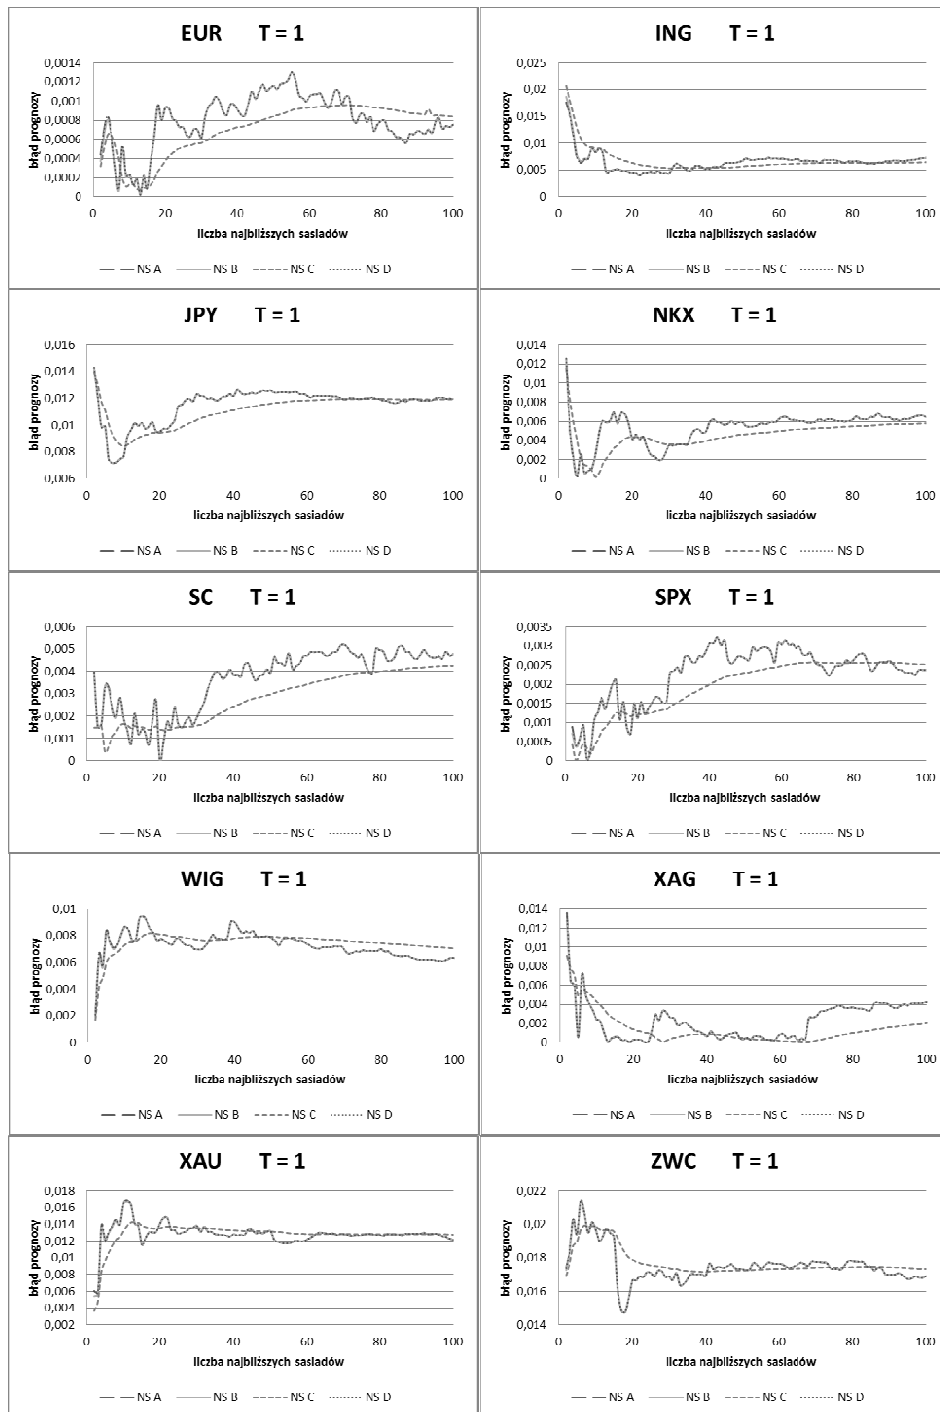 EUR T = 1
0,0014
0,0012
0,001
0,0008
0,0006
0,0004
0,0002
0
błąd prognozy
0 20 40 60 80 100
liczba najbliższych sasiadów
NS A NS B NS C NS D
ING T = 1
0,025
0,02
0,015
0,01
0,005
0
błąd prognozy
0 20 40 60 80 100
liczba najbliższych sasiadów
NS A NS B NS C NS D
JPY T = 1
0,016
0,014
0,012
0,01
0,008
0,006
błąd prognozy
0 20 40 60 80 100
liczba najbliższych sasiadów
NS A NS B NS C NS D
NKX T = 1
0,014
0,012
0,01
0,008
0,006
0,004
0,002
0
błąd prognozy
0 20 40 60 80 100
liczba najbliższych sasiadów
NS A NS B NS C NS D
SC T = 1
0,006
0,005
0,004
0,003
0,002
0,001
0
błąd prognozy
0 20 40 60 80 100
liczba najbliższych sasiadów
NS A NS B NS C NS D
SPX T = 1
0,0035
0,003
0,0025
0,002
0,0015
0,001
0,0005
0
błąd prognozy
0 20 40 60 80 100
liczba najbliższych sasiadów
NS A NS B NS C NS D
WIG T = 1
0,01
0,008
0,006
0,004
0,002
0
błąd prognozy
0 20 40 60 80 100
liczba najbliższych sasiadów
NS A NS B NS C NS D
XAG T = 1
0,014
0,012
0,01
0,008
0,006
0,004
0,002
0
błąd prognozy
0 20 40 60 80 100
liczba najbliższych sasiadów
NS A NS B NS C NS D
XAU T = 1
0,018
0,016
0,014
0,012
0,01
0,008
0,006
0,004
0,002
błąd prognozy
0 20 40 60 80 100
liczba najbliższych sasiadów
NS A NS B NS C NS D
ZWC T = 1
0,022
0,02
0,018
0,016
0,014
błąd prognozy
0 20 40 60 80 100
liczba najbliższych sasiadów
NS A NS B NS C NS D